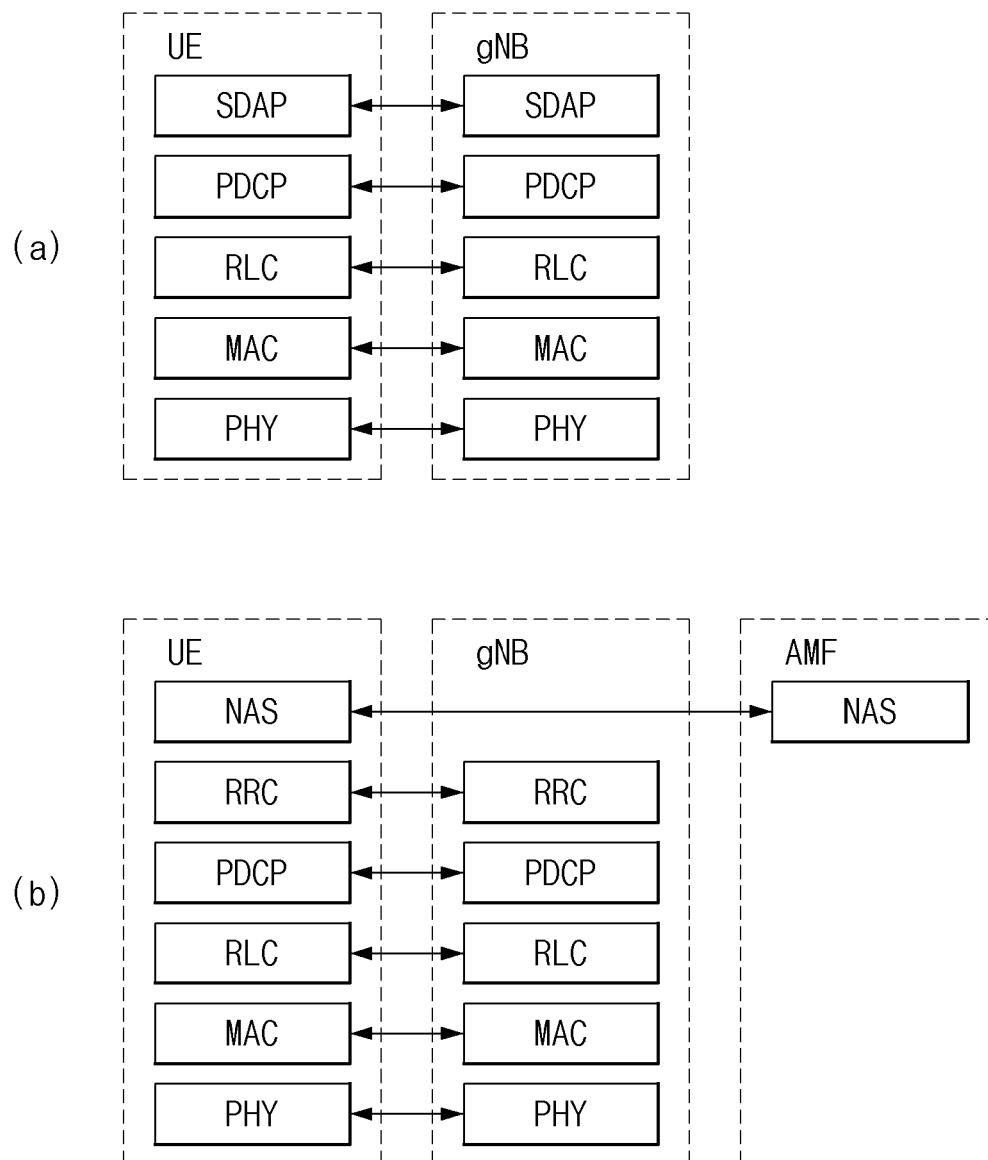 UE gNB
SDAP SDAP
PDCP PDCP
(a)
RLC RLC
MAC MAC
PHY PHY
UE gNB AMF
NAS NAS
RRC RRC
PDCP PDCP
(b)
RLC RLC
MAC MAC
PHY PHY